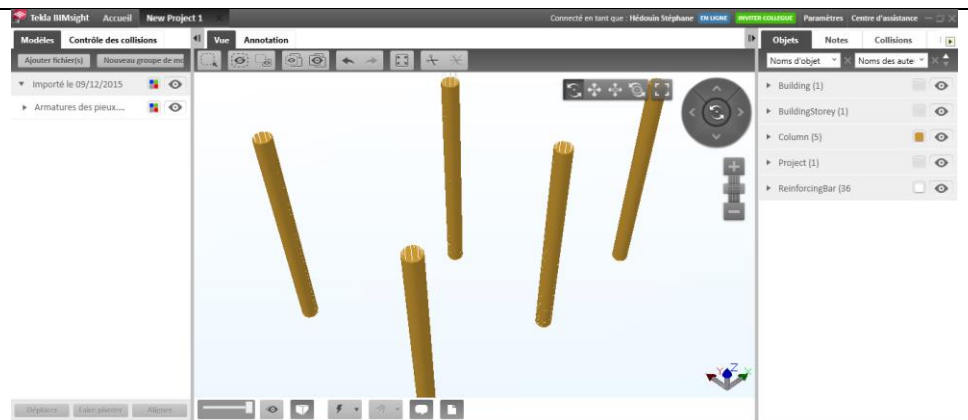 Tekla BIMsight Accueil New Project 1 Connecté en tant que : Hédouin Stéphane EN LIGNE INVITER COLLEGUE Paramètres Centre d'assistance
Modèles Contrôle des collisions Vue Annotation Objets Notes Collisions
Ajouter fichier(s) Nouveau groupe de mo Noms d'objet Noms des aute
Importé le 09/12/2015 Building (1)
Armatures des pieux.... BuildingStorey (1)
Column (5)
Project (1)
ReinforcingBar (36
Z
Déplacer Faire pivoter Aligner